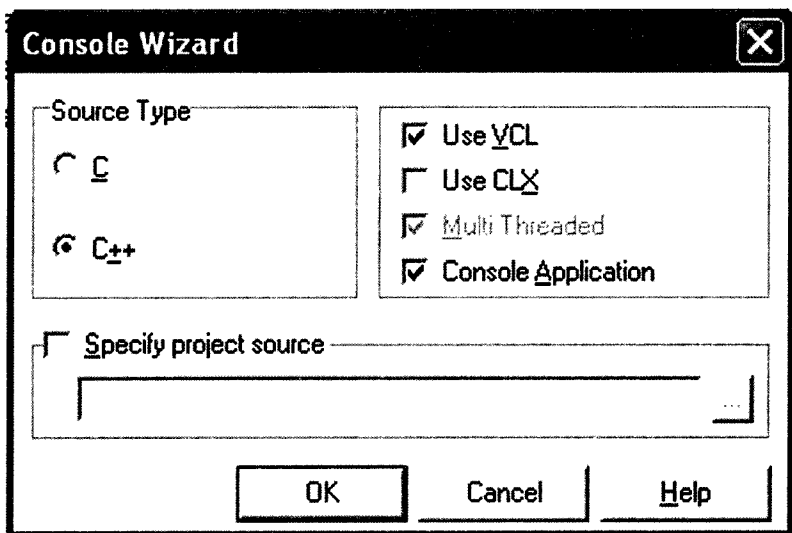 Console Wizard
Source Type
C
C++
Use VCL
Use CLX
Multi Threaded
Console Application
Specify project source
...
OK Cancel Help